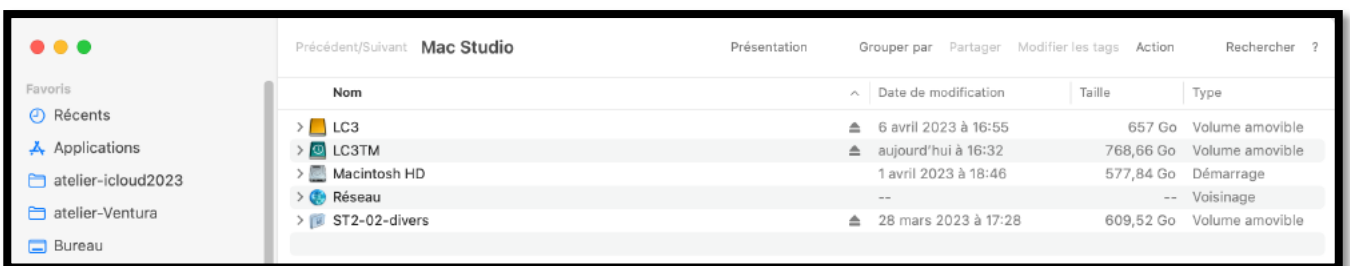 Précédent/Suivant Mac Studio Présentation Grouper par Partager Modifier les tags Action Rechercher ?
Favoris
Récents
Applications
atelier-icloud2023
atelier-Ventura
Bureau
Nom Date de modification Taille Type
LC3 6 avril 2023 à 16:55 657 Go Volume amovible
LC3TM aujourd'hui à 16:32 768,66 Go Volume amovible
Macintosh HD 1 avril 2023 à 18:46 577,84 Go Démarrage
Réseau -- -- Voisinage
ST2-02-divers 28 mars 2023 à 17:28 609,52 Go Volume amovible